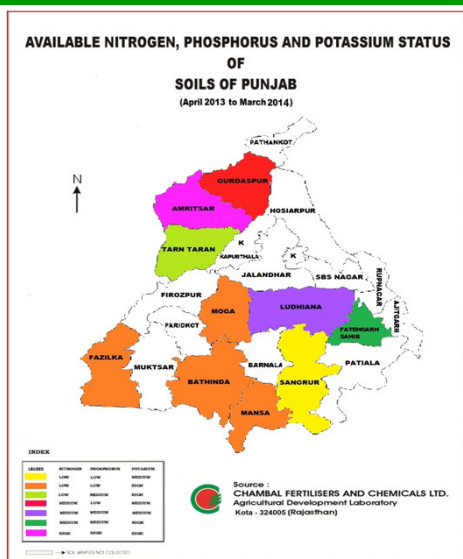 AVAILABLE NITROGEN, PHOSPHORUS AND POTASSIUM STATUS
OF
SOILS OF PUNJAB
(April 2013 to March 2014)
N
PATHANKOT
GURDASPUR
AMRITSAR
HOSIARPUR
TARN TARAN
K
KAPURTHALA
K
JALANDHAR
SBS NAGAR
RUPNAGAR
AJITGARH
FIROZPUR
MOGA
LUDHIANA
FARIDKOT
FATEHGARH
SAHIB
FAZILKA
MUKTSAR
BARNALA
PATIALA
BATHINDA
SANGRUR
MANSA
INDEX
LEGEND NITROGEN PHOSPHORUS POTASSIUM
LOW LOW MEDIUM
LOW LOW HIGH
LOW MEDIUM HIGH
MEDIUM LOW MEDIUM
MEDIUM MEDIUM MEDIUM
MEDIUM MEDIUM HIGH
HIGH HIGH HIGH
SOIL SAMPLES NOT COLLECTED
Source :
CHAMBAL FERTILISERS AND CHEMICALS LTD.
Agricultural Development Laboratory
Kota - 324005 (Rajasthan)